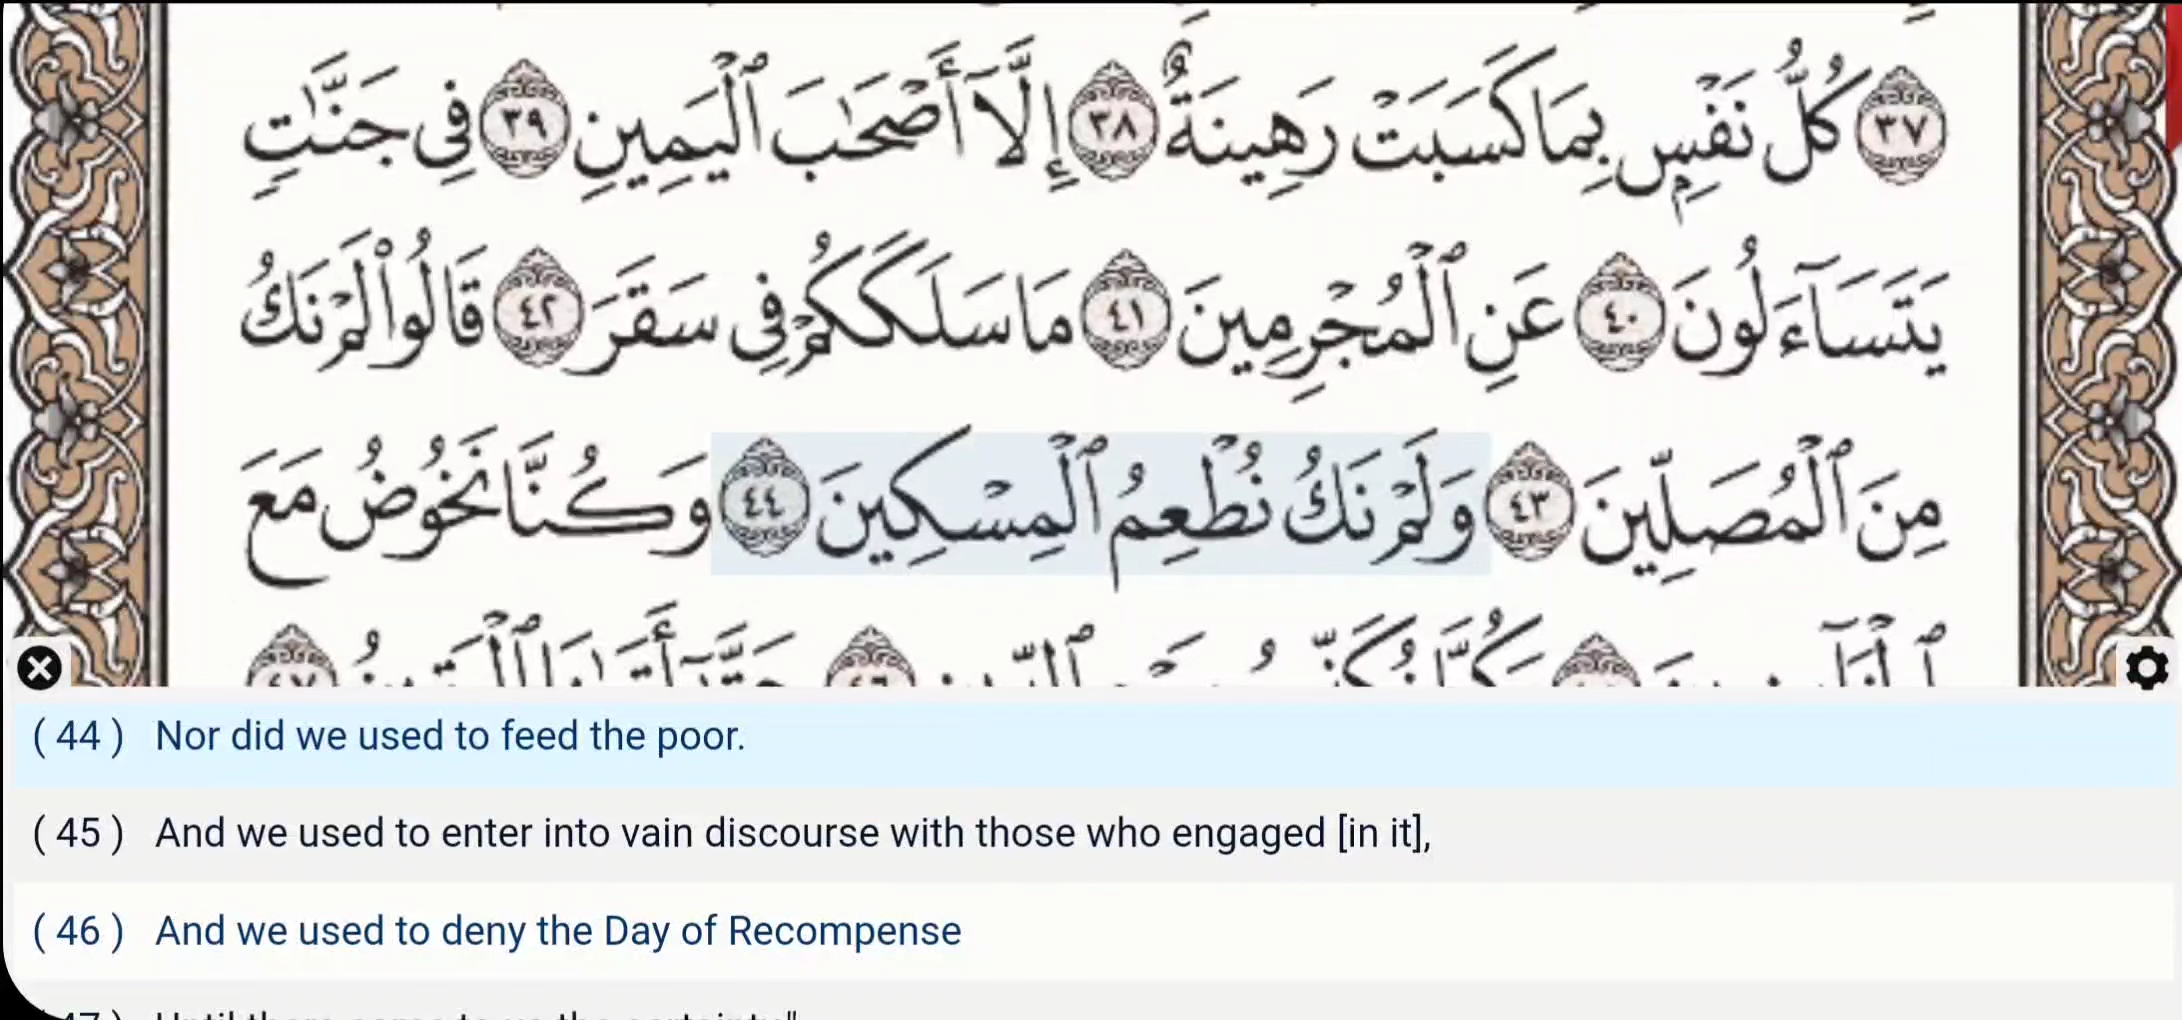 ٣٧ كُلُّ نَفْسٍۭ بِمَا كَسَبَتْ رَهِينَةٌ ٣٨ إِلَّآ أَصْحَٰبَ ٱلْيَمِينِ ٣٩ فِى جَنَّٰتٍ
يَتَسَآءَلُونَ ٤٠ عَنِ ٱلْمُجْرِمِينَ ٤١ مَا سَلَكَكُمْ فِى سَقَرَ ٤٢ قَالُوا۟ لَمْ نَكُ
مِنَ ٱلْمُصَلِّينَ ٤٣ وَلَمْ نَكُ نُطْعِمُ ٱلْمِسْكِينَ ٤٤ وَكُنَّا نَخُوضُ مَعَ
( 44 ) Nor did we used to feed the poor.
( 45 ) And we used to enter into vain discourse with those who engaged [in it],
( 46 ) And we used to deny the Day of Recompense